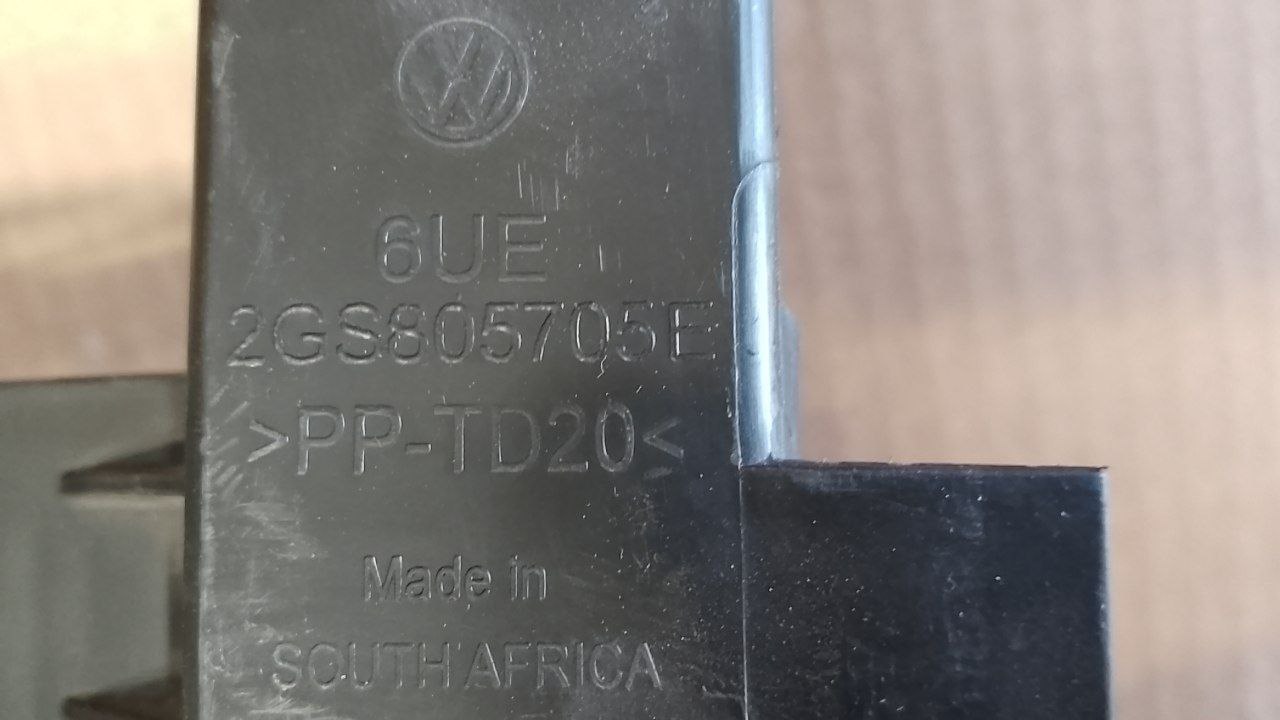 6UE
2GS805705E
>PP-TD20<
Made in
SOUTH AFRICA